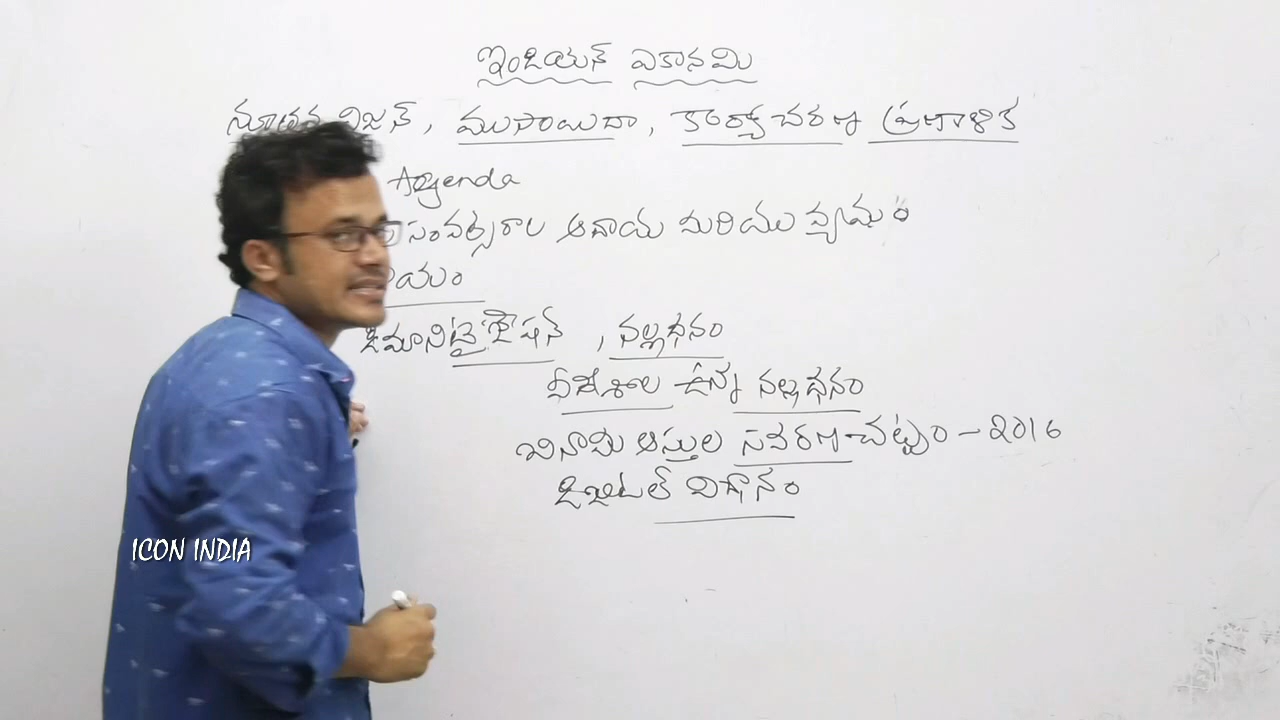 ఇండియన్ ఎకానమి
నూతన విజన్, ముసాయిదా, కార్యాచరణ ప్రణాళిక
Agenda
సంవత్సరాల ఆదాయ మరియు వ్యయం
డిమానిటైజేషన్, నల్లధనం
విదేశాల ఉన్న నల్లధనం
బినామి ఆస్తుల సవరణ చట్టం - 2016
డిజిటల్ విధానం
ICON INDIA